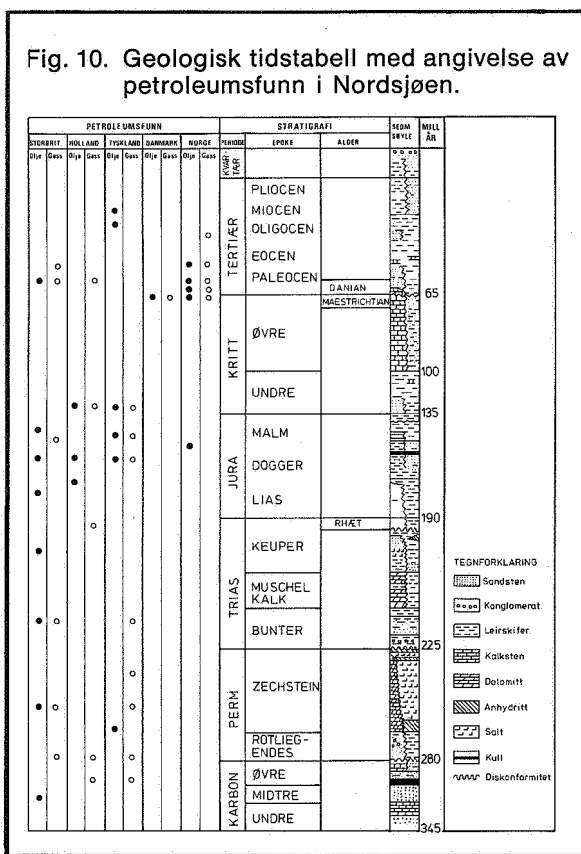 Fig. 10. Geologisk tidstabell med angivelse av
petroleumsfunn i Nordsjøen.
PETROLEUMSFUNN STRATIGRAFI SEDM SØYLE MILL ÅR
STORBRIT HOLLAND TYSKLAND DANMARK NORGE PERIODE EPOKE ALDER
Olje Gass Olje Gass Olje Gass Olje Gass Olje Gass
KVAR
TÆR
TERTIÆR
PLIOCEN
MIOCEN
OLIGOCEN
EOCEN
PALEOCEN
DANIAN
65
MAESTRICHTIAN
KRITT
ØVRE
100
UNDRE
135
JURA
MALM
DOGGER
LIAS
190
TRIAS
RHÆT
KEUPER
MUSCHEL
KALK
BUNTER
225
PERM
ZECHSTEIN
ROTLIEG-
ENDES
280
KARBON
ØVRE
MIDTRE
UNDRE
345
TEGNFORKLARING
Sandsten
Konglomerat.
Leirskifer.
Kalksten
Dolomitt
Anhydritt
Salt
Kull
Diskonformitet